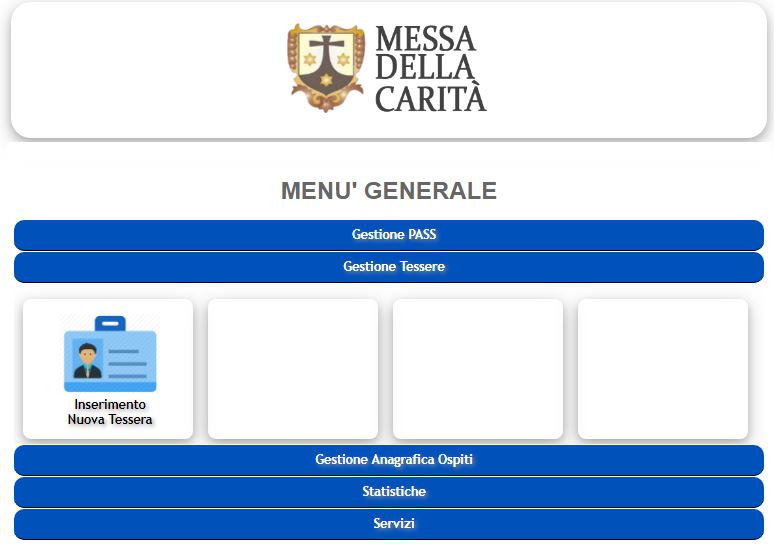 MESSA
DELLA
CARITÀ
MENU' GENERALE
Gestione PASS
Gestione Tessere
Inserimento
Nuova Tessera
Gestione Anagrafica Ospiti
Statistiche
Servizi